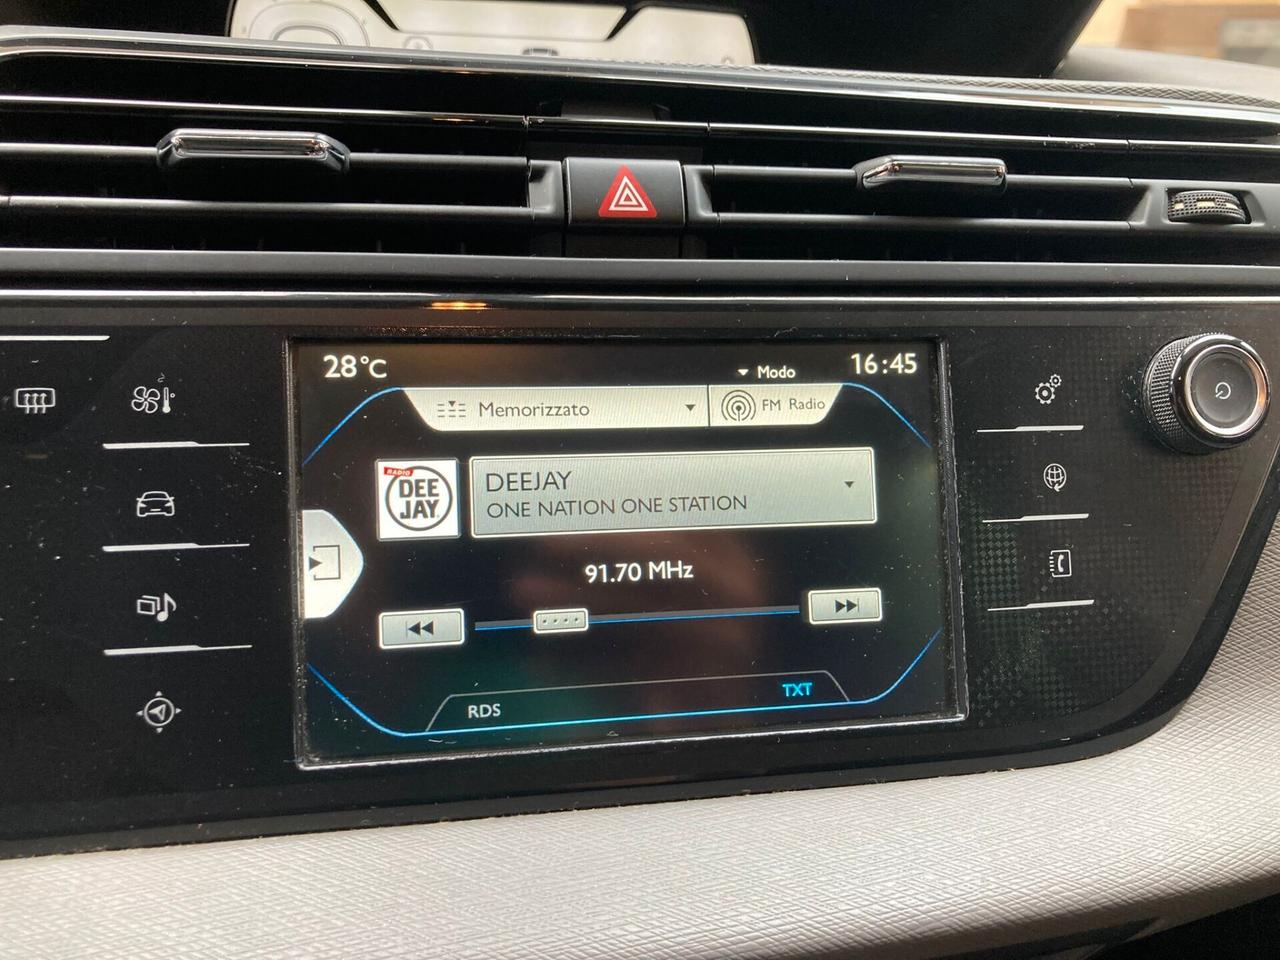 28°C
Modo
16:45
Memorizzato
FM Radio
RADIO
DEE
JAY
DEEJAY
ONE NATION ONE STATION
91.70 MHz
TXT
RDS